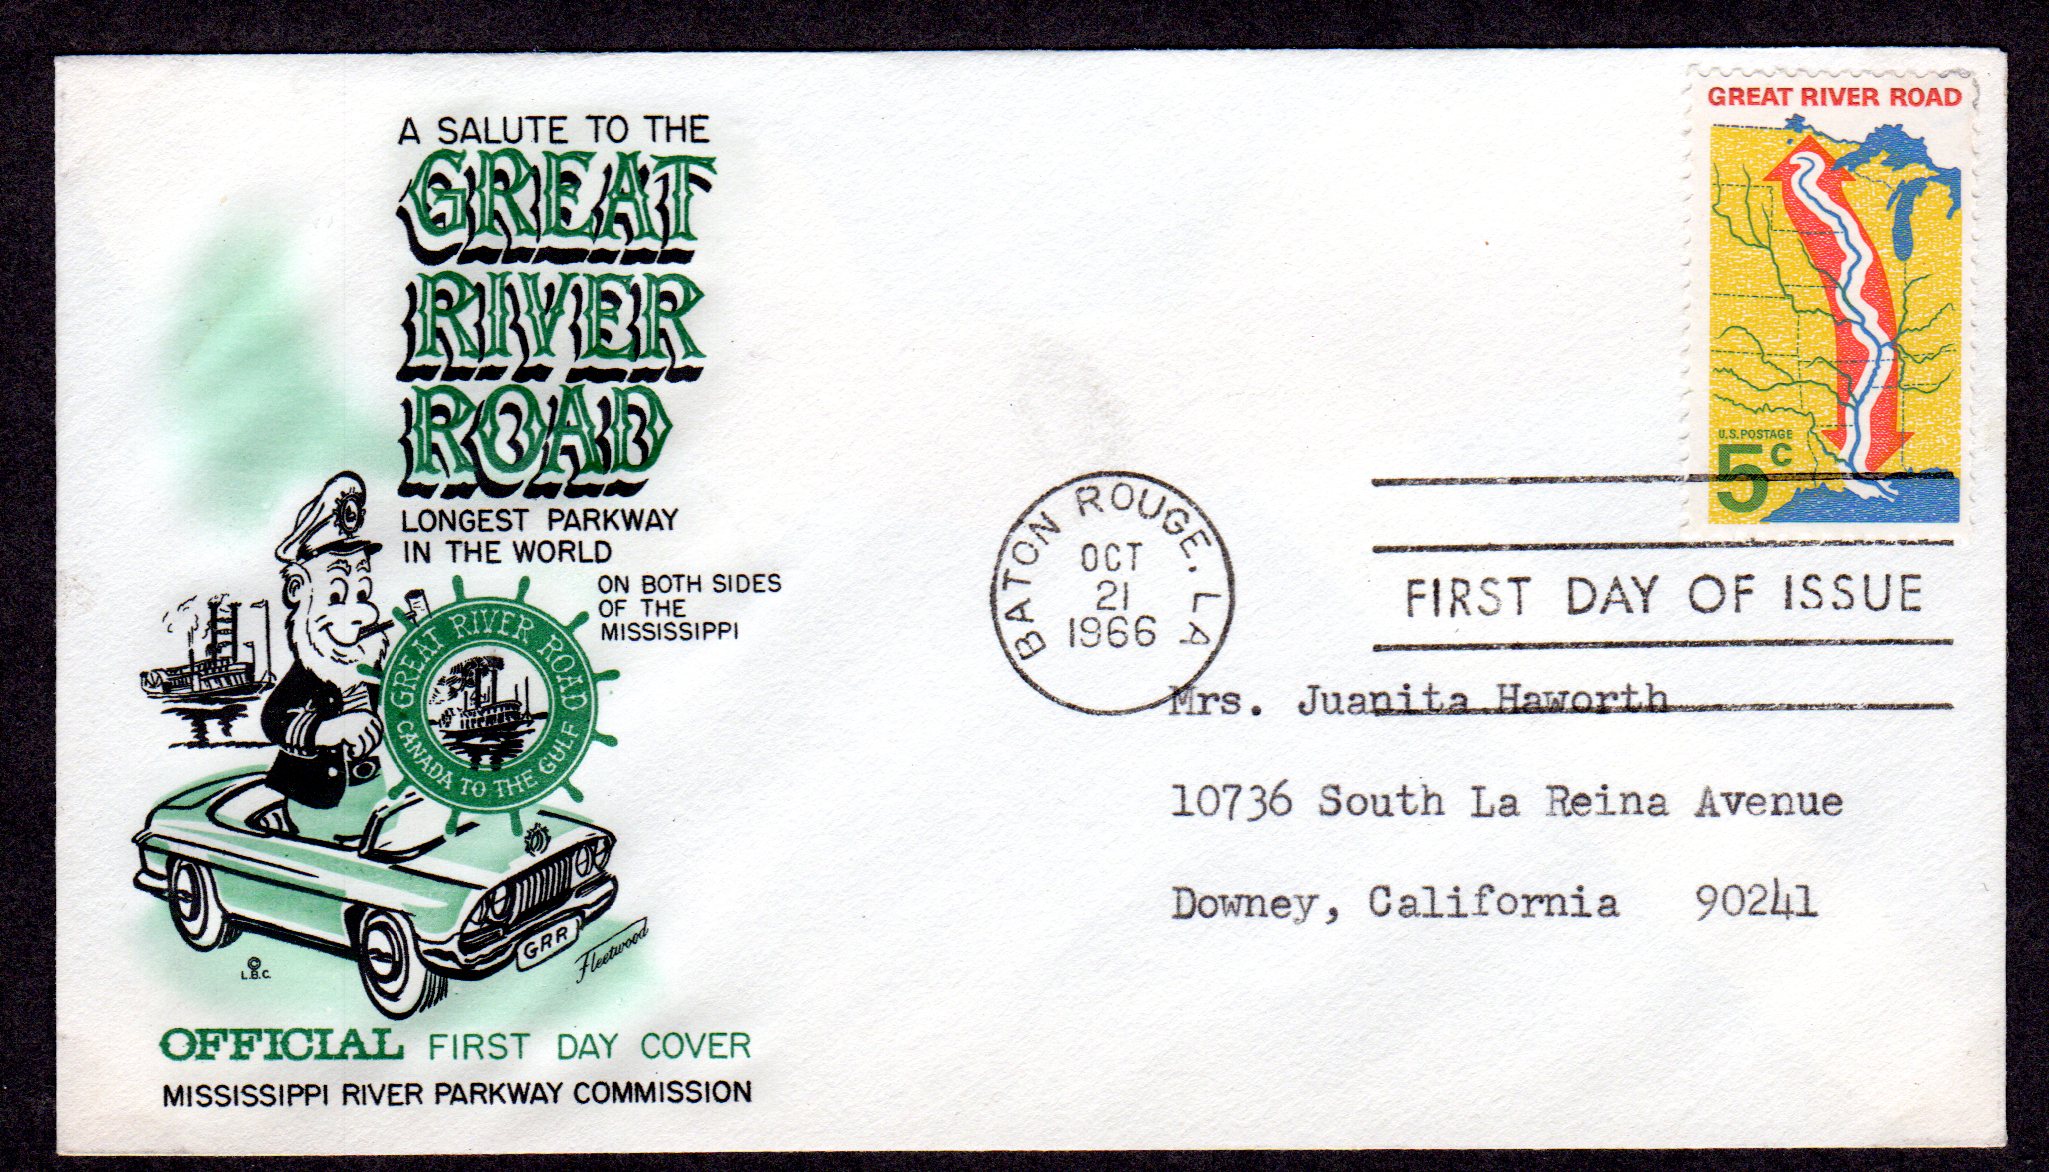 A SALUTE TO THE
GREAT
RIVER
ROAD
LONGEST PARKWAY
IN THE WORLD
ON BOTH SIDES
OF THE
MISSISSIPPI
GREAT RIVER ROAD
CANADA TO THE GULF
GRR
Fleetwood
©
L.B.C.
OFFICIAL FIRST DAY COVER
MISSISSIPPI RIVER PARKWAY COMMISSION
GREAT RIVER ROAD
U.S. POSTAGE
5c
BATON ROUGE, LA
OCT
21
1966
FIRST DAY OF ISSUE
Mrs. Juanita Haworth
10736 South La Reina Avenue
Downey, California 90241